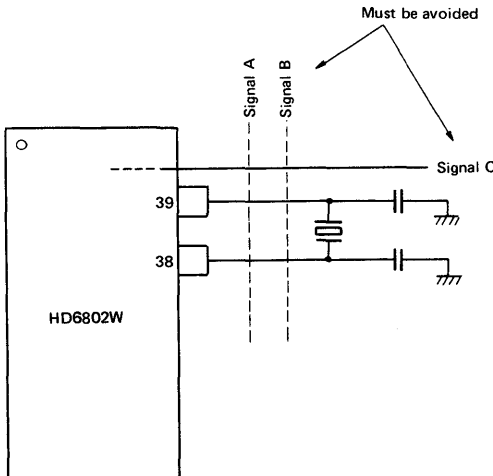 Must be avoided
Signal A
Signal B
Signal C
39
38
HD6802W